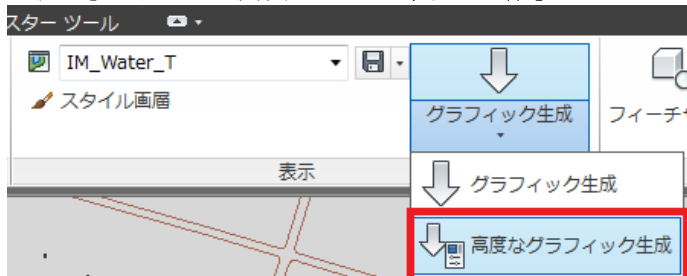 スター ツール
IM_Water_T
スタイル画層
グラフィック生成
フィーチ
表示
グラフィック生成
高度なグラフィック生成